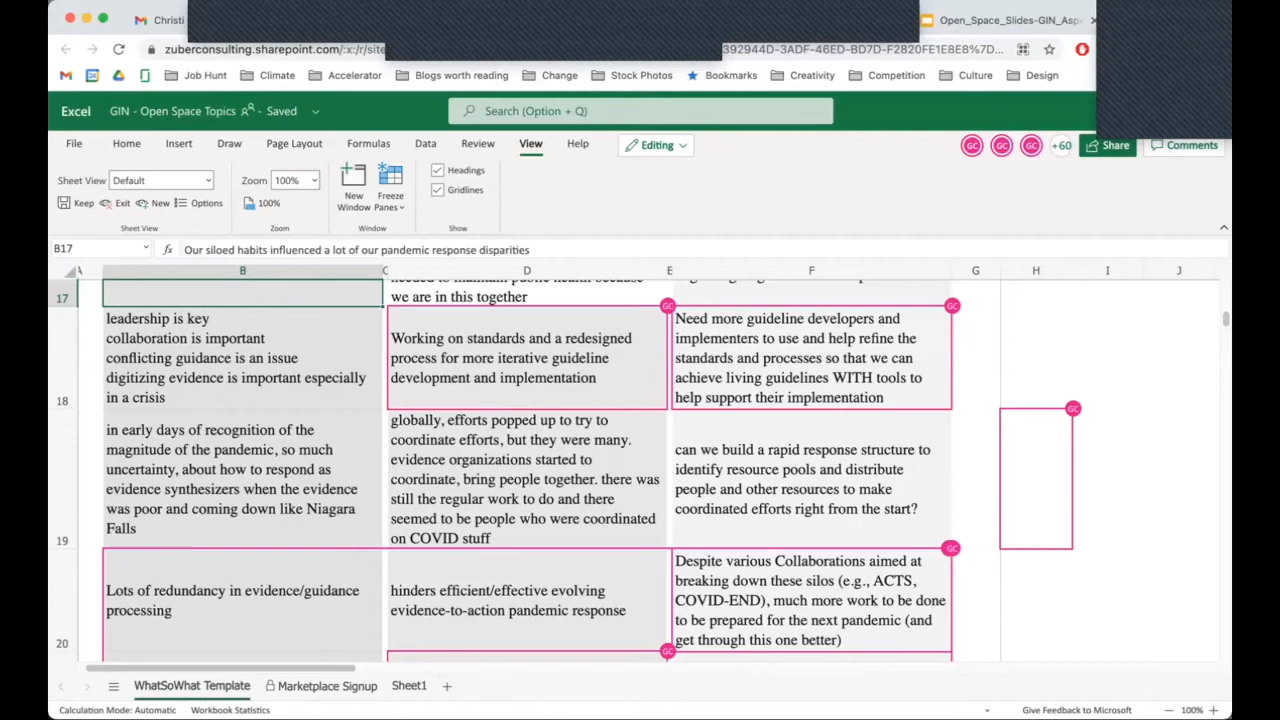 Christi
Open_Space_Slides-GIN_Asp
zuberconsulting.sharepoint.com/:x:/r/site
392944D-3ADF-46ED-BD7D-F2820FE1E8E8%7D...
Job Hunt Climate Accelerator Blogs worth reading Change Stock Photos Bookmarks Creativity Competition Culture Design
Excel GIN - Open Space Topics - Saved Search (Option + Q)
File Home Insert Draw Page Layout Formulas Data Review View Help Editing GC GC GC +60 Share Comments
Sheet View Default Zoom 100% New Window Freeze Panes Headings
Keep Exit New Options 100% Gridlines
Sheet View Zoom Window Show
B17 fx Our siloed habits influenced a lot of our pandemic response disparities
A B C D E F G H I J
17
we are in this together
GC GC
leadership is key
collaboration is important
conflicting guidance is an issue
digitizing evidence is important especially
in a crisis
Working on standards and a redesigned
process for more iterative guideline
development and implementation
Need more guideline developers and
implementers to use and help refine the
standards and processes so that we can
achieve living guidelines WITH tools to
help support their implementation
18
GC
in early days of recognition of the
magnitude of the pandemic, so much
uncertainty, about how to respond as
evidence synthesizers when the evidence
was poor and coming down like Niagara
Falls
globally, efforts popped up to try to
coordinate efforts, but they were many.
evidence organizations started to
coordinate, bring people together. there was
still the regular work to do and there
seemed to be people who were coordinated
on COVID stuff
can we build a rapid response structure to
identify resource pools and distribute
people and other resources to make
coordinated efforts right from the start?
19
GC
Lots of redundancy in evidence/guidance
processing
hinders efficient/effective evolving
evidence-to-action pandemic response
Despite various Collaborations aimed at
breaking down these silos (e.g., ACTS,
COVID-END), much more work to be done
to be prepared for the next pandemic (and
get through this one better)
20
GC
WhatSoWhat Template Marketplace Signup Sheet1
Calculation Mode: Automatic Workbook Statistics Give Feedback to Microsoft 100%